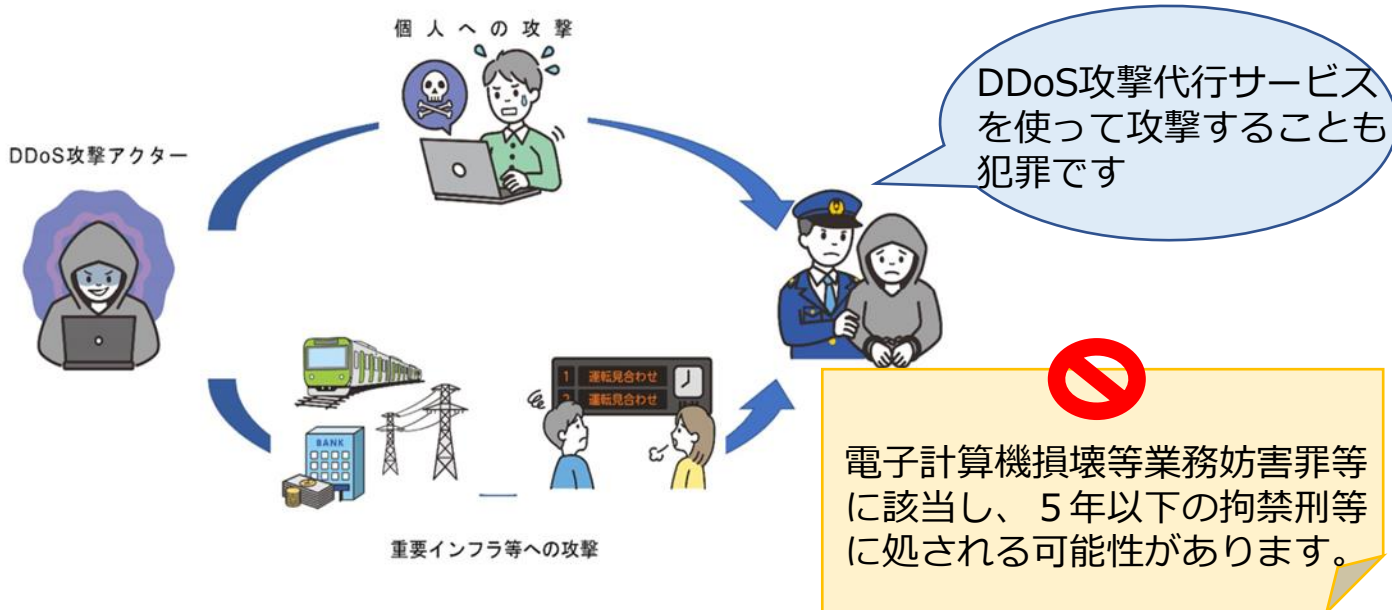 個人への攻撃
DDoS攻撃アクター
DDoS攻撃代行サービス
を使って攻撃することも
犯罪です
BANK
1 運転見合わせ
2 運転見合わせ
重要インフラ等への攻撃
電子計算機損壊等業務妨害罪等
に該当し、５年以下の拘禁刑等
に処される可能性があります。